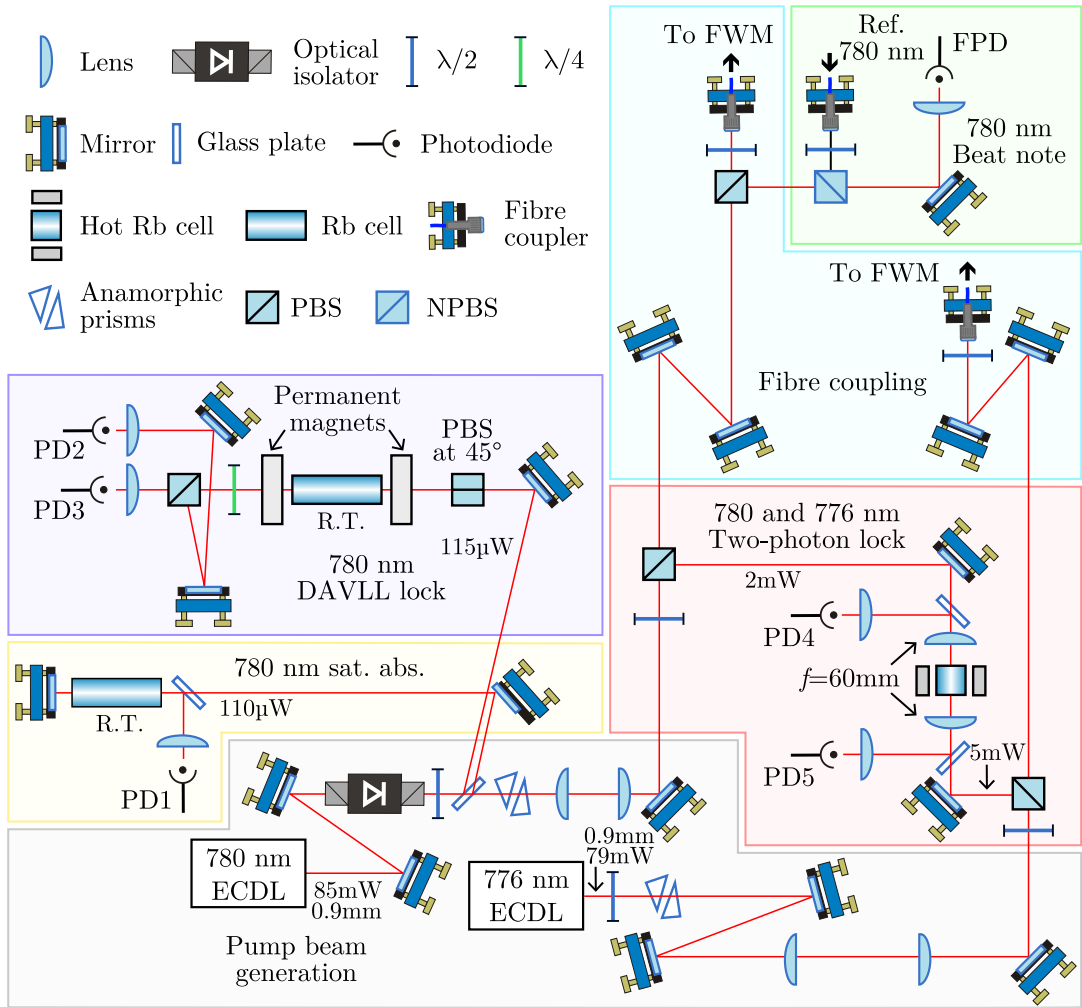 Lens
Optical
isolator
λ/2
λ/4
Mirror
Glass plate
Photodiode
Hot Rb cell
Rb cell
Fibre
coupler
Anamorphic
prisms
PBS
NPBS
To FWM
Ref.
780 nm
FPD
780 nm
Beat note
To FWM
Fibre coupling
PD2
PD3
Permanent
magnets
PBS
at 45°
R.T.
115µW
780 nm
DAVLL lock
780 and 776 nm
Two-photon lock
2mW
PD4
f=60mm
PD5
5mW
780 nm sat. abs.
110µW
R.T.
PD1
780 nm
ECDL
85mW
0.9mm
776 nm
ECDL
0.9mm
79mW
Pump beam
generation